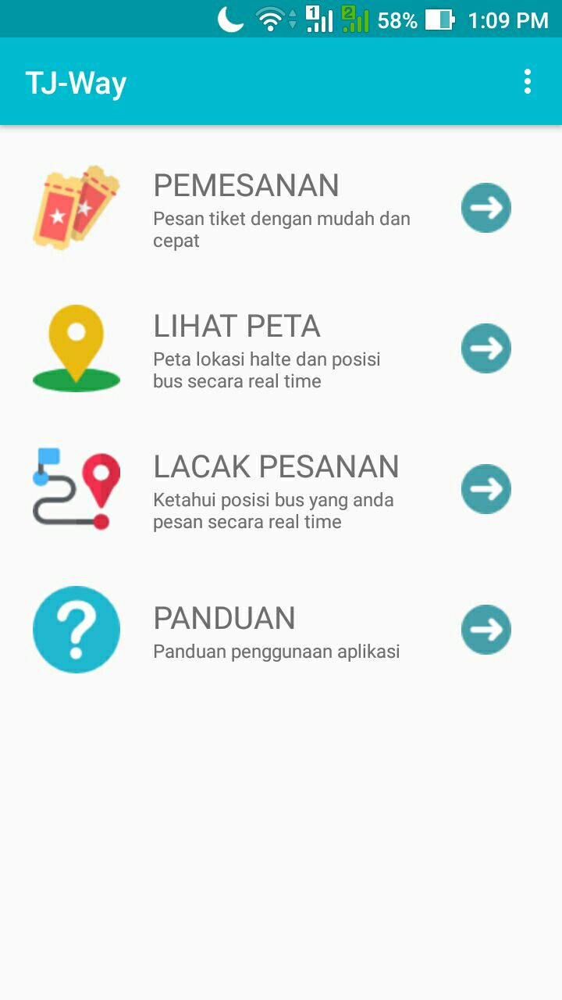 1 2 58% 1:09 PM
TJ-Way
PEMESANAN
Pesan tiket dengan mudah dan
cepat
LIHAT PETA
Peta lokasi halte dan posisi
bus secara real time
LACAK PESANAN
Ketahui posisi bus yang anda
pesan secara real time
PANDUAN
Panduan penggunaan aplikasi